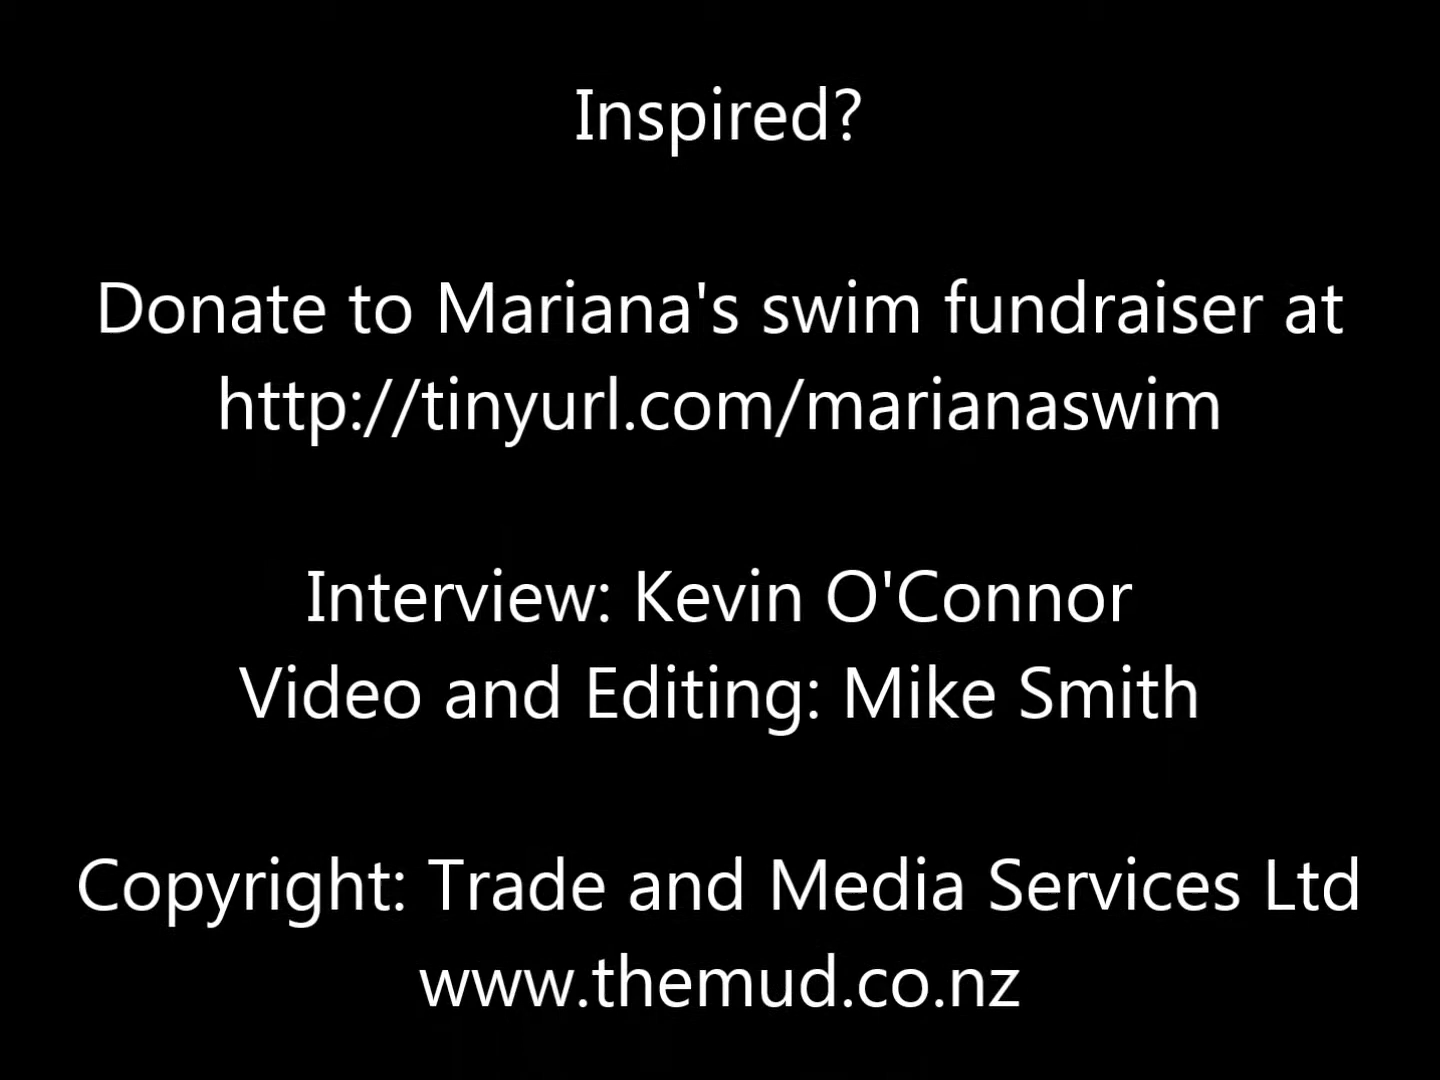 Inspired?
Donate to Mariana's swim fundraiser at
http://tinyurl.com/marianaswim
Interview: Kevin O'Connor
Video and Editing: Mike Smith
Copyright: Trade and Media Services Ltd
www.themud.co.nz